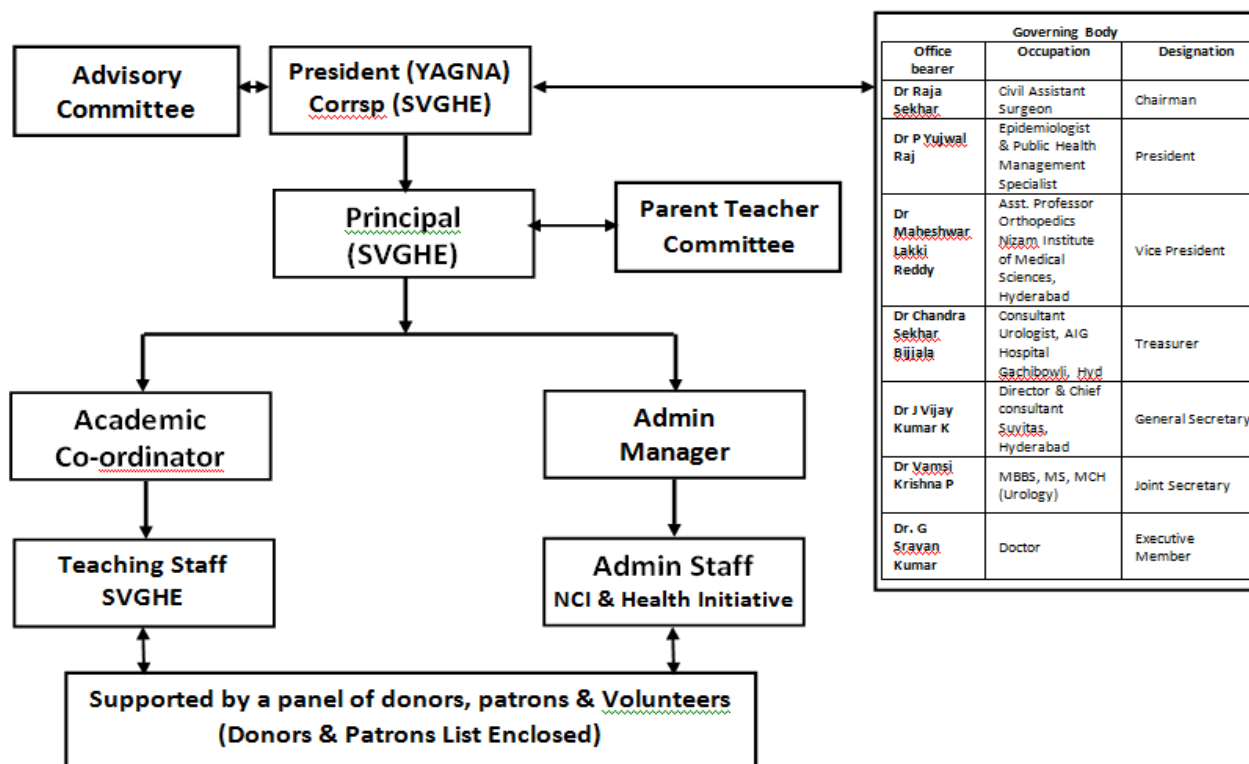 Advisory
Committee
President (YAGNA)
Corrsp (SVGHE)
Principal
(SVGHE)
Parent Teacher
Committee
Academic
Co-ordinator
Admin
Manager
Teaching Staff
SVGHE
Admin Staff
NCI & Health Initiative
Supported by a panel of donors, patrons & Volunteers
(Donors & Patrons List Enclosed)
Governing Body
Office
bearer
Occupation
Designation
Dr Raja
Sekhar
Civil Assistant
Surgeon
Chairman
Dr P Yujwal
Raj
Epidemiologist
& Public Health
Management
Specialist
President
Dr
Maheshwar
Lakki
Reddy
Asst. Professor
Orthopedics
Nizam Institute
of Medical
Sciences,
Hyderabad
Vice President
Dr Chandra
Sekhar
Bijjala
Consultant
Urologist, AIG
Hospital
Gachibowli, Hyd
Treasurer
Dr J Vijay
Kumar K
Director & Chief
consultant
Suvitas,
Hyderabad
General Secretary
Dr Vamsi
Krishna P
MBBS, MS, MCH
(Urology)
Joint Secretary
Dr. G
Sravan
Kumar
Doctor
Executive
Member